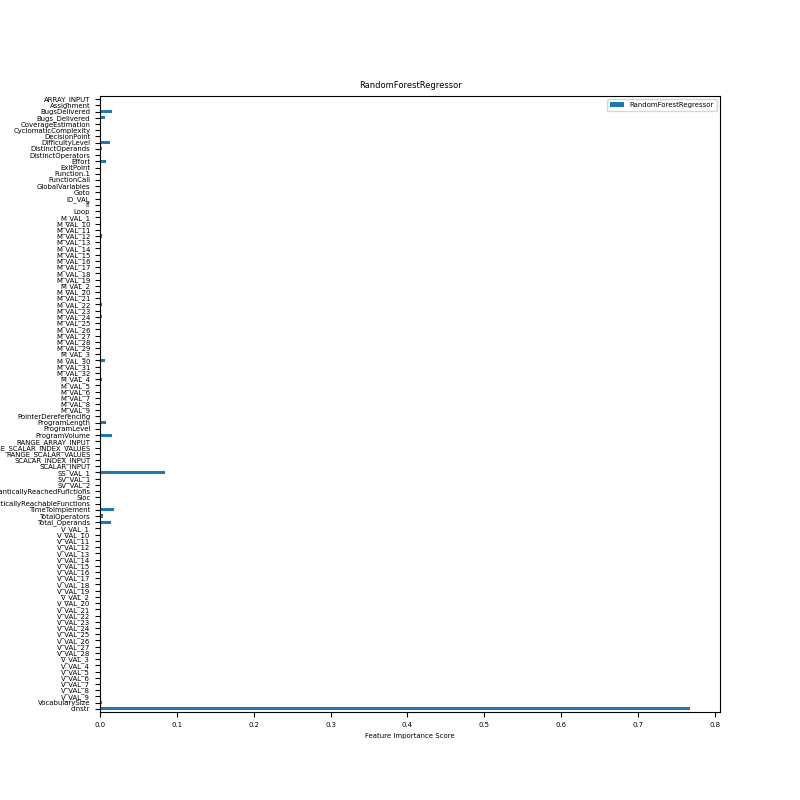 RandomForestRegressor
RandomForestRegressor
ARRAY_INPUT
Assignment
BugsDelivered
Bugs_Delivered
CoverageEstimation
CyclomaticComplexity
DecisionPoint
DifficultyLevel
DistinctOperands
DistinctOperators
Effort
ExitPoint
Function.1
FunctionCall
GlobalVariables
Goto
ID_VAL
If
Loop
M_VAL_1
M_VAL_10
M_VAL_11
M_VAL_12
M_VAL_13
M_VAL_14
M_VAL_15
M_VAL_16
M_VAL_17
M_VAL_18
M_VAL_19
M_VAL_2
M_VAL_20
M_VAL_21
M_VAL_22
M_VAL_23
M_VAL_24
M_VAL_25
M_VAL_26
M_VAL_27
M_VAL_28
M_VAL_29
M_VAL_3
M_VAL_30
M_VAL_31
M_VAL_32
M_VAL_4
M_VAL_5
M_VAL_6
M_VAL_7
M_VAL_8
M_VAL_9
PointerDereferencing
ProgramLength
ProgramLevel
ProgramVolume
RANGE_ARRAY_INPUT
E_SCALAR_INDEX_VALUES
RANGE_SCALAR_VALUES
SCALAR_INDEX_INPUT
SCALAR_INPUT
SS_VAL_1
SV_VAL_1
SV_VAL_2
anticallyReachedFunctions
Sloc
ticallyReachableFunctions
TimeToImplement
TotalOperators
Total_Operands
V_VAL_1
V_VAL_10
V_VAL_11
V_VAL_12
V_VAL_13
V_VAL_14
V_VAL_15
V_VAL_16
V_VAL_17
V_VAL_18
V_VAL_19
V_VAL_2
V_VAL_20
V_VAL_21
V_VAL_22
V_VAL_23
V_VAL_24
V_VAL_25
V_VAL_26
V_VAL_27
V_VAL_28
V_VAL_3
V_VAL_4
V_VAL_5
V_VAL_6
V_VAL_7
V_VAL_8
V_VAL_9
VocabularySize
cinstr
0.0 0.1 0.2 0.3 0.4 0.5 0.6 0.7 0.8
Feature Importance Score